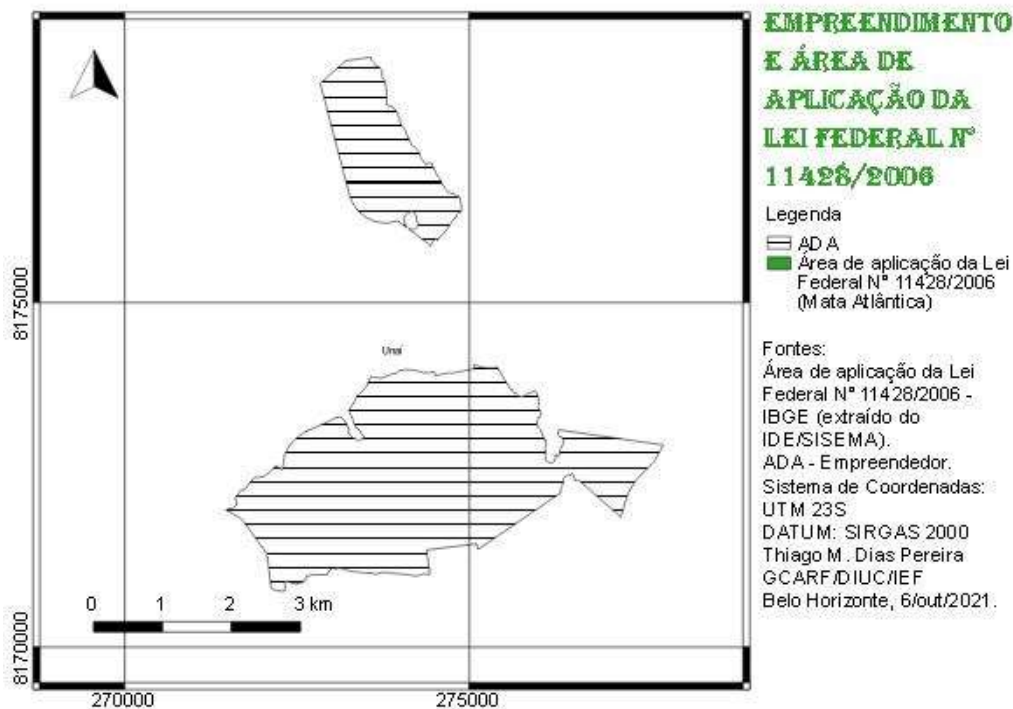 EMPREENDIMENTO
E ÁREA DE
APLICAÇÃO DA
LEI FEDERAL Nº
11428/2006
Legenda
ADA
Área de aplicação da Lei
Federal Nº 11428/2006
(Mata Atlântica)
Fontes:
Área de aplicação da Lei
Federal Nº 11428/2006 -
IBGE (extraído do
IDE/SISEMA).
ADA - Empreendedor.
Sistema de Coordenadas:
UTM 23S
DATUM: SIRGAS 2000
Thiago M. Dias Pereira
GCARF/DIUC/IEF
Belo Horizonte, 6/out/2021.
8175000
Unaí
0 1 2 3 km
8170000
270000 275000